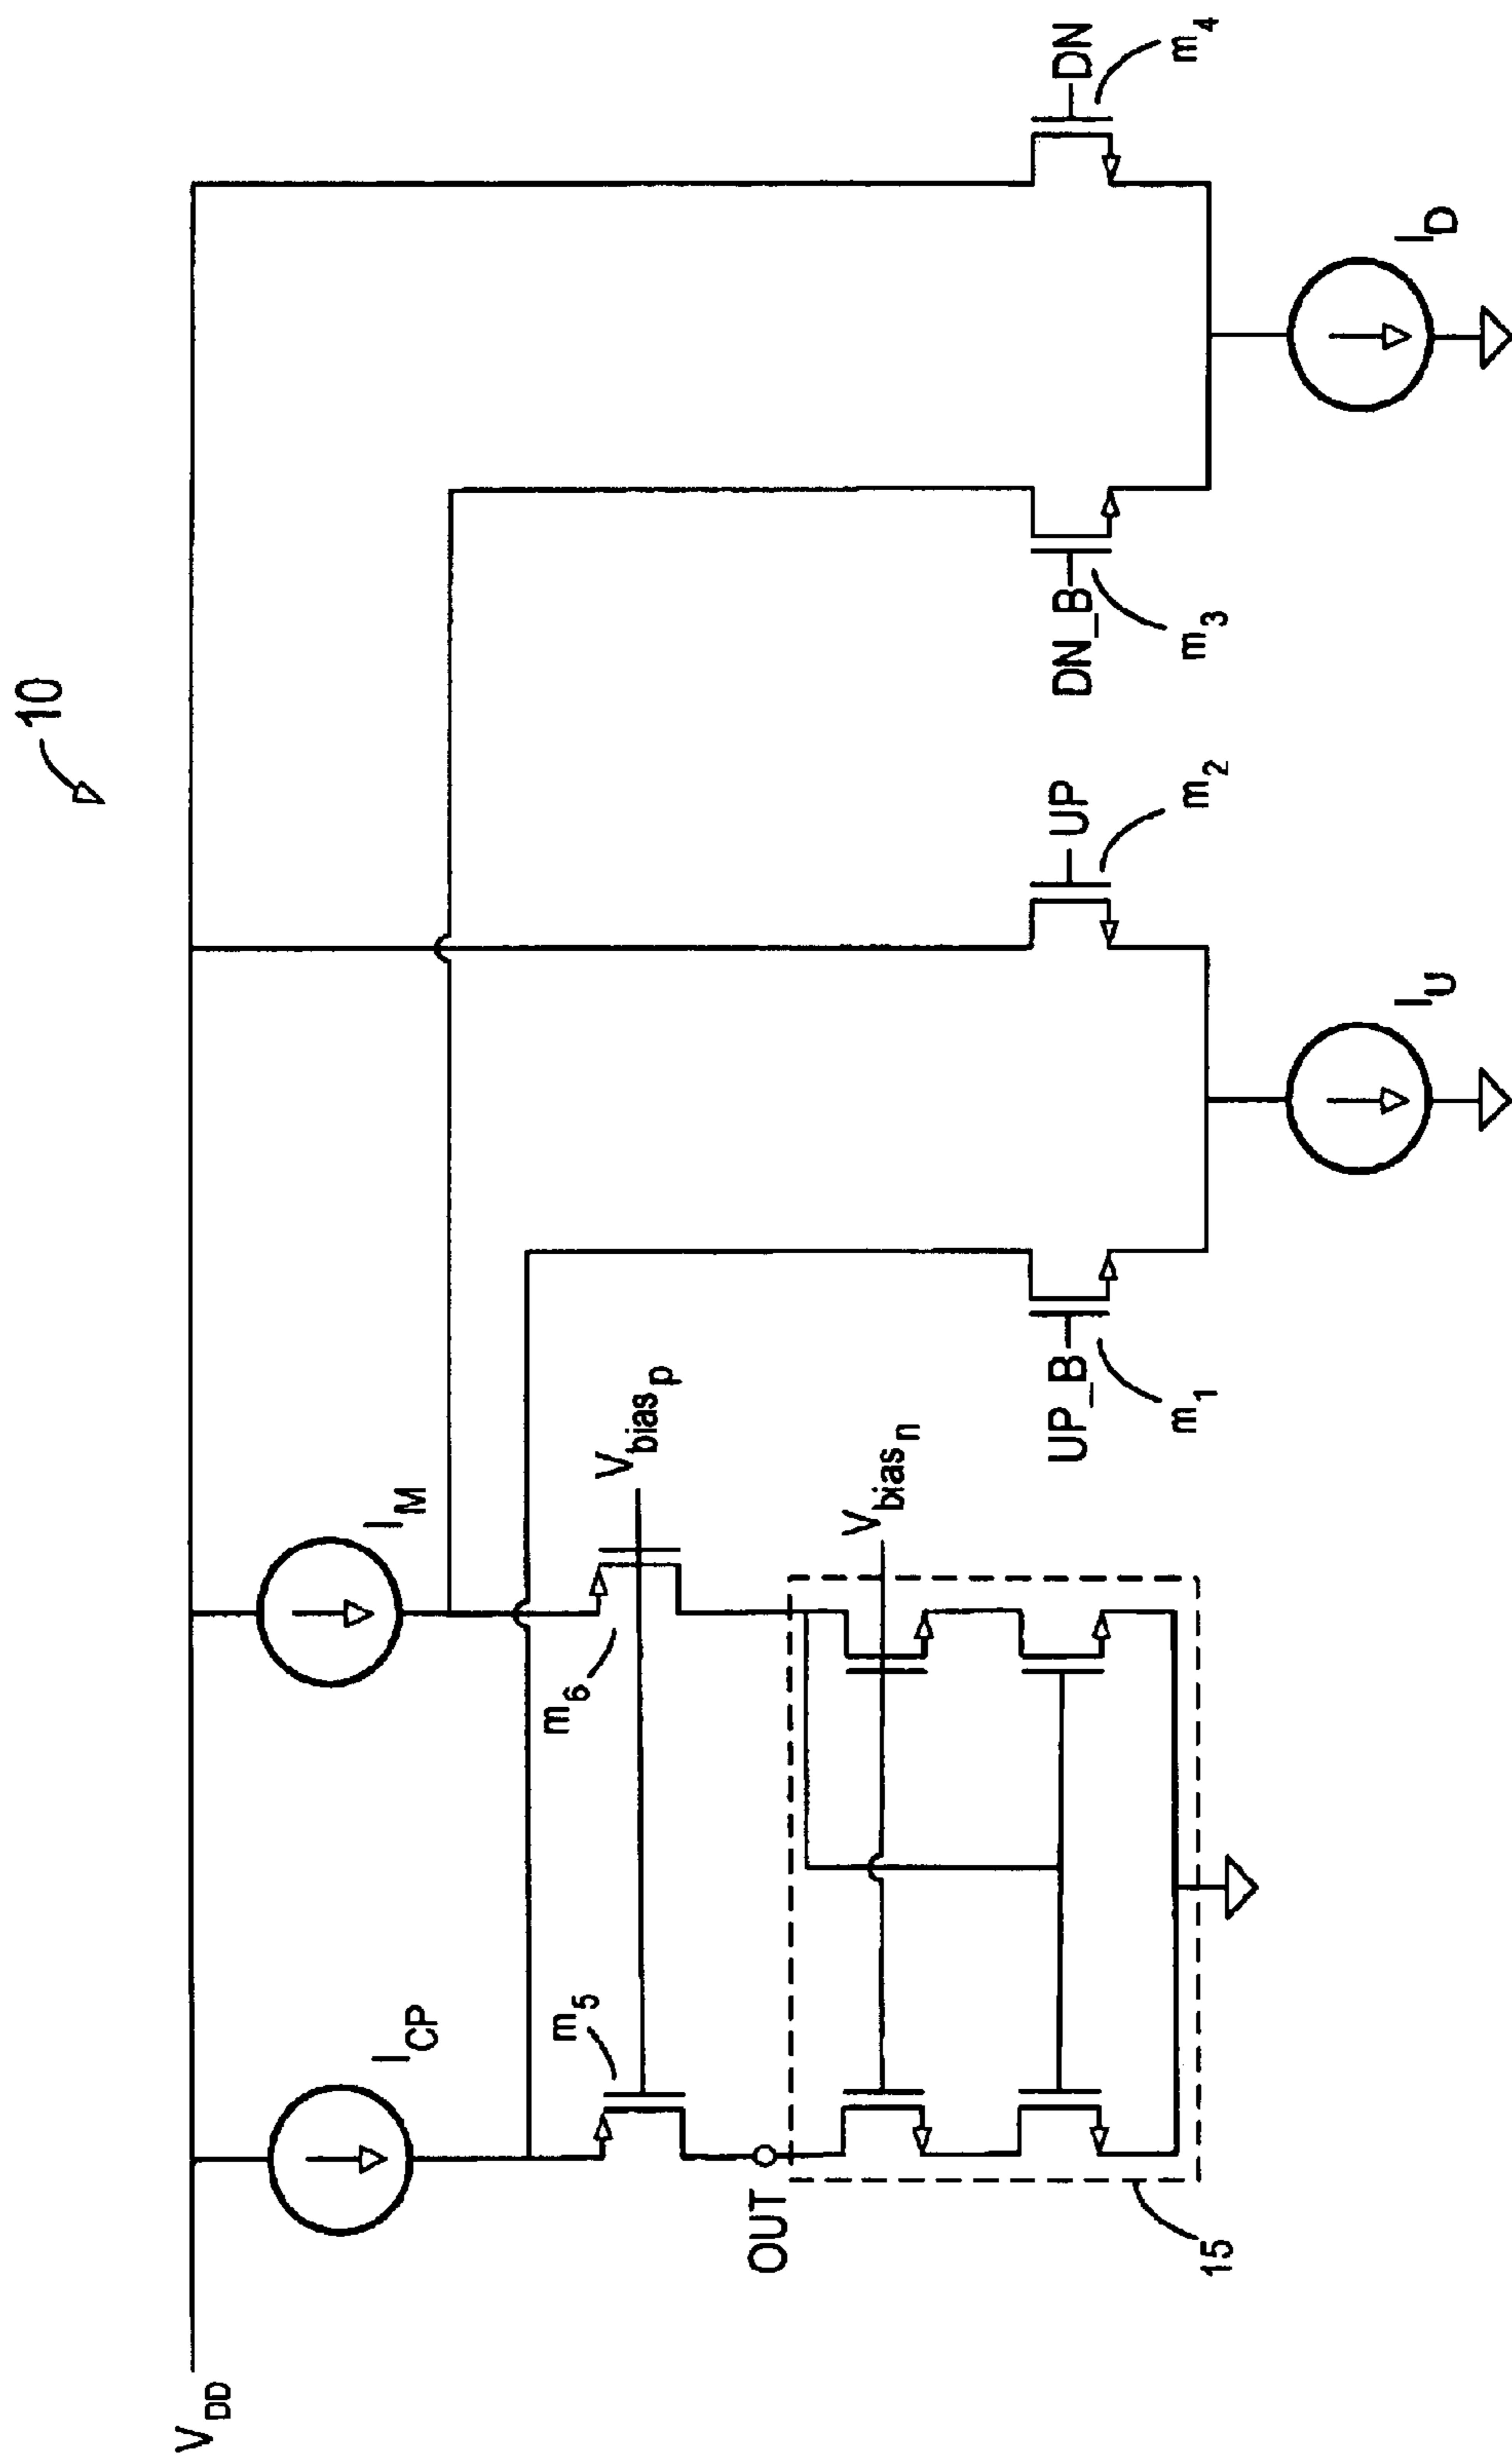 10
V_DD
I_CP
I_M
m_5
m_6
V_bias_p
OUT
V_bias_n
15
UP_B
m_1
UP
m_2
I_U
DN_B
m_3
DN
m_4
I_D